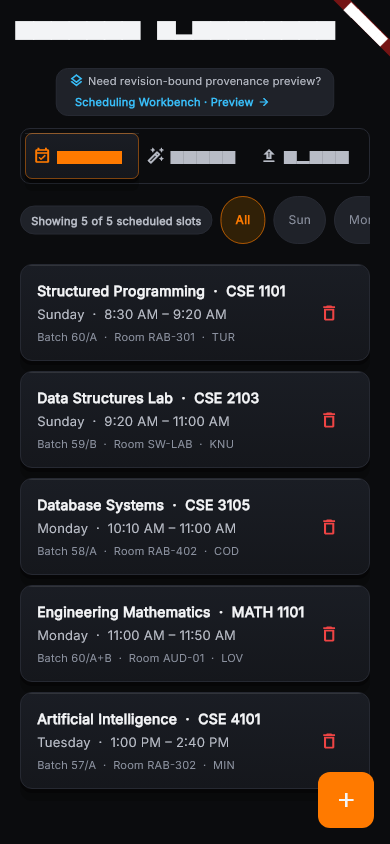 Need revision-bound provenance preview?
Scheduling Workbench · Preview →
Showing 5 of 5 scheduled slots
All
Sun
Structured Programming · CSE 1101
Sunday · 8:30 AM – 9:20 AM
Batch 60/A · Room RAB-301 · TUR
Data Structures Lab · CSE 2103
Sunday · 9:20 AM – 11:00 AM
Batch 59/B · Room SW-LAB · KNU
Database Systems · CSE 3105
Monday · 10:10 AM – 11:00 AM
Batch 58/A · Room RAB-402 · COD
Engineering Mathematics · MATH 1101
Monday · 11:00 AM – 11:50 AM
Batch 60/A+B · Room AUD-01 · LOV
Artificial Intelligence · CSE 4101
Tuesday · 1:00 PM – 2:40 PM
Batch 57/A · Room RAB-302 · MIN